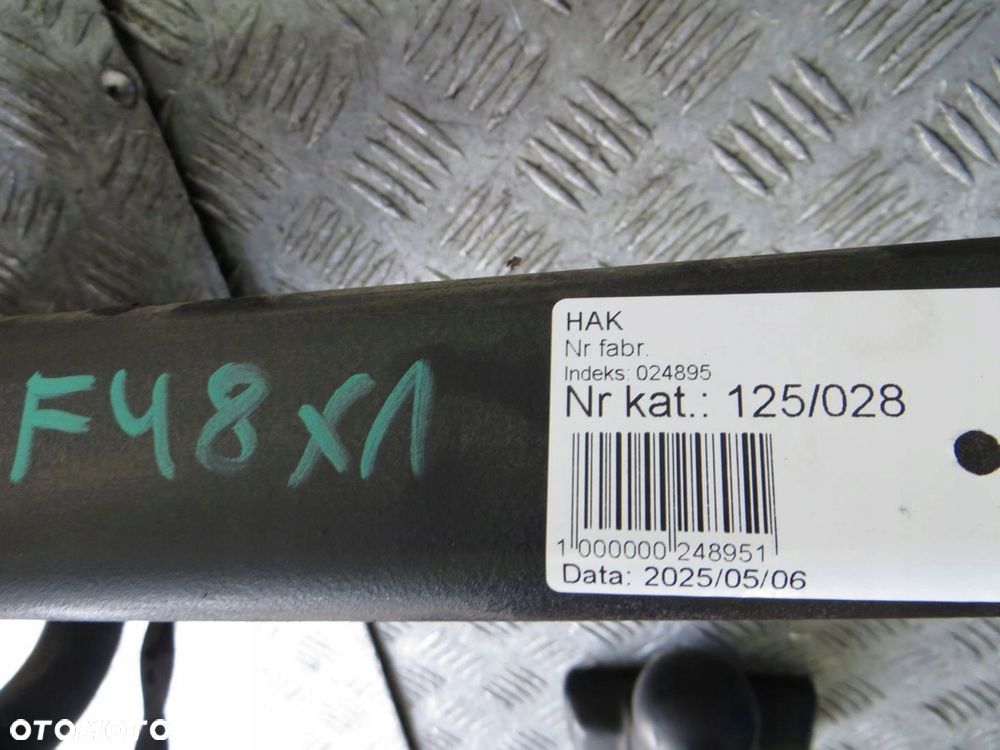 F48 X1
HAK
Nr fabr.
Indeks: 024895
Nr kat.: 125/028
1 000000 248951
Data: 2025/05/06
OTOMOTO